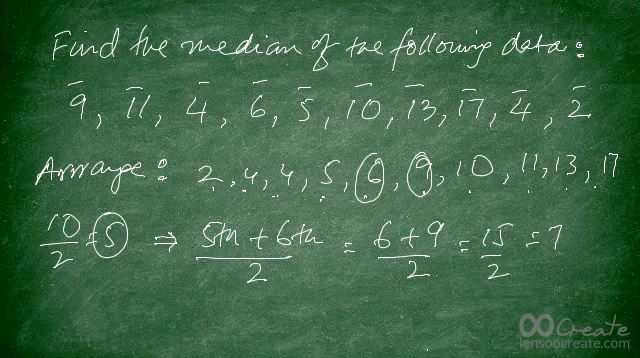 Find the median of the following data :
9, 11, 4, 6, 5, 10, 13, 17, 4, 2
Arrange : 2, 4, 4, 5, 6, 9, 10, 11, 13, 17
10/2 = 5 ⇒ 5th + 6th / 2 = 6 + 9 / 2 = 15/2 = 7
Create
lensoocreate.com